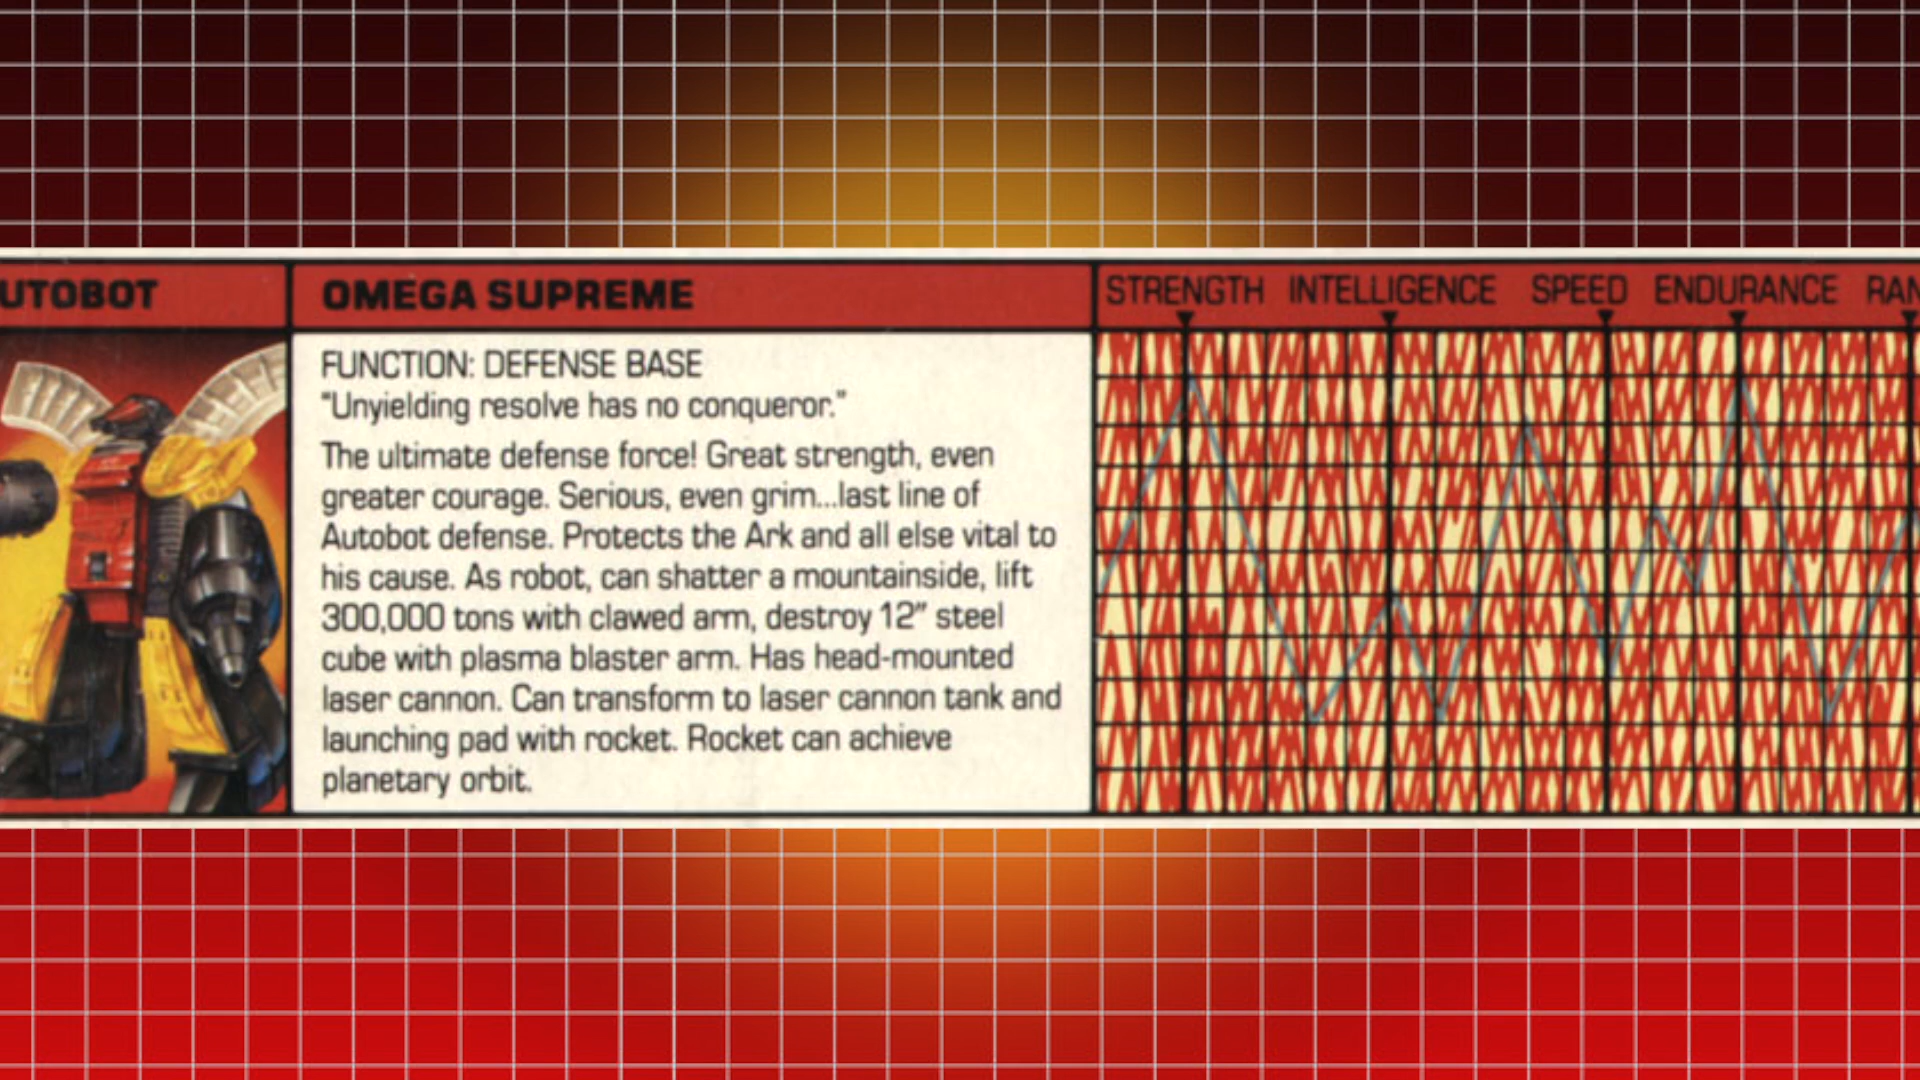 UTOBOT
OMEGA SUPREME
STRENGTH INTELLIGENCE SPEED ENDURANCE RAN
FUNCTION: DEFENSE BASE
"Unyielding resolve has no conqueror."
The ultimate defense force! Great strength, even
greater courage. Serious, even grim...last line of
Autobot defense. Protects the Ark and all else vital to
his cause. As robot, can shatter a mountainside, lift
300,000 tons with clawed arm, destroy 12" steel
cube with plasma blaster arm. Has head-mounted
laser cannon. Can transform to laser cannon tank and
launching pad with rocket. Rocket can achieve
planetary orbit.